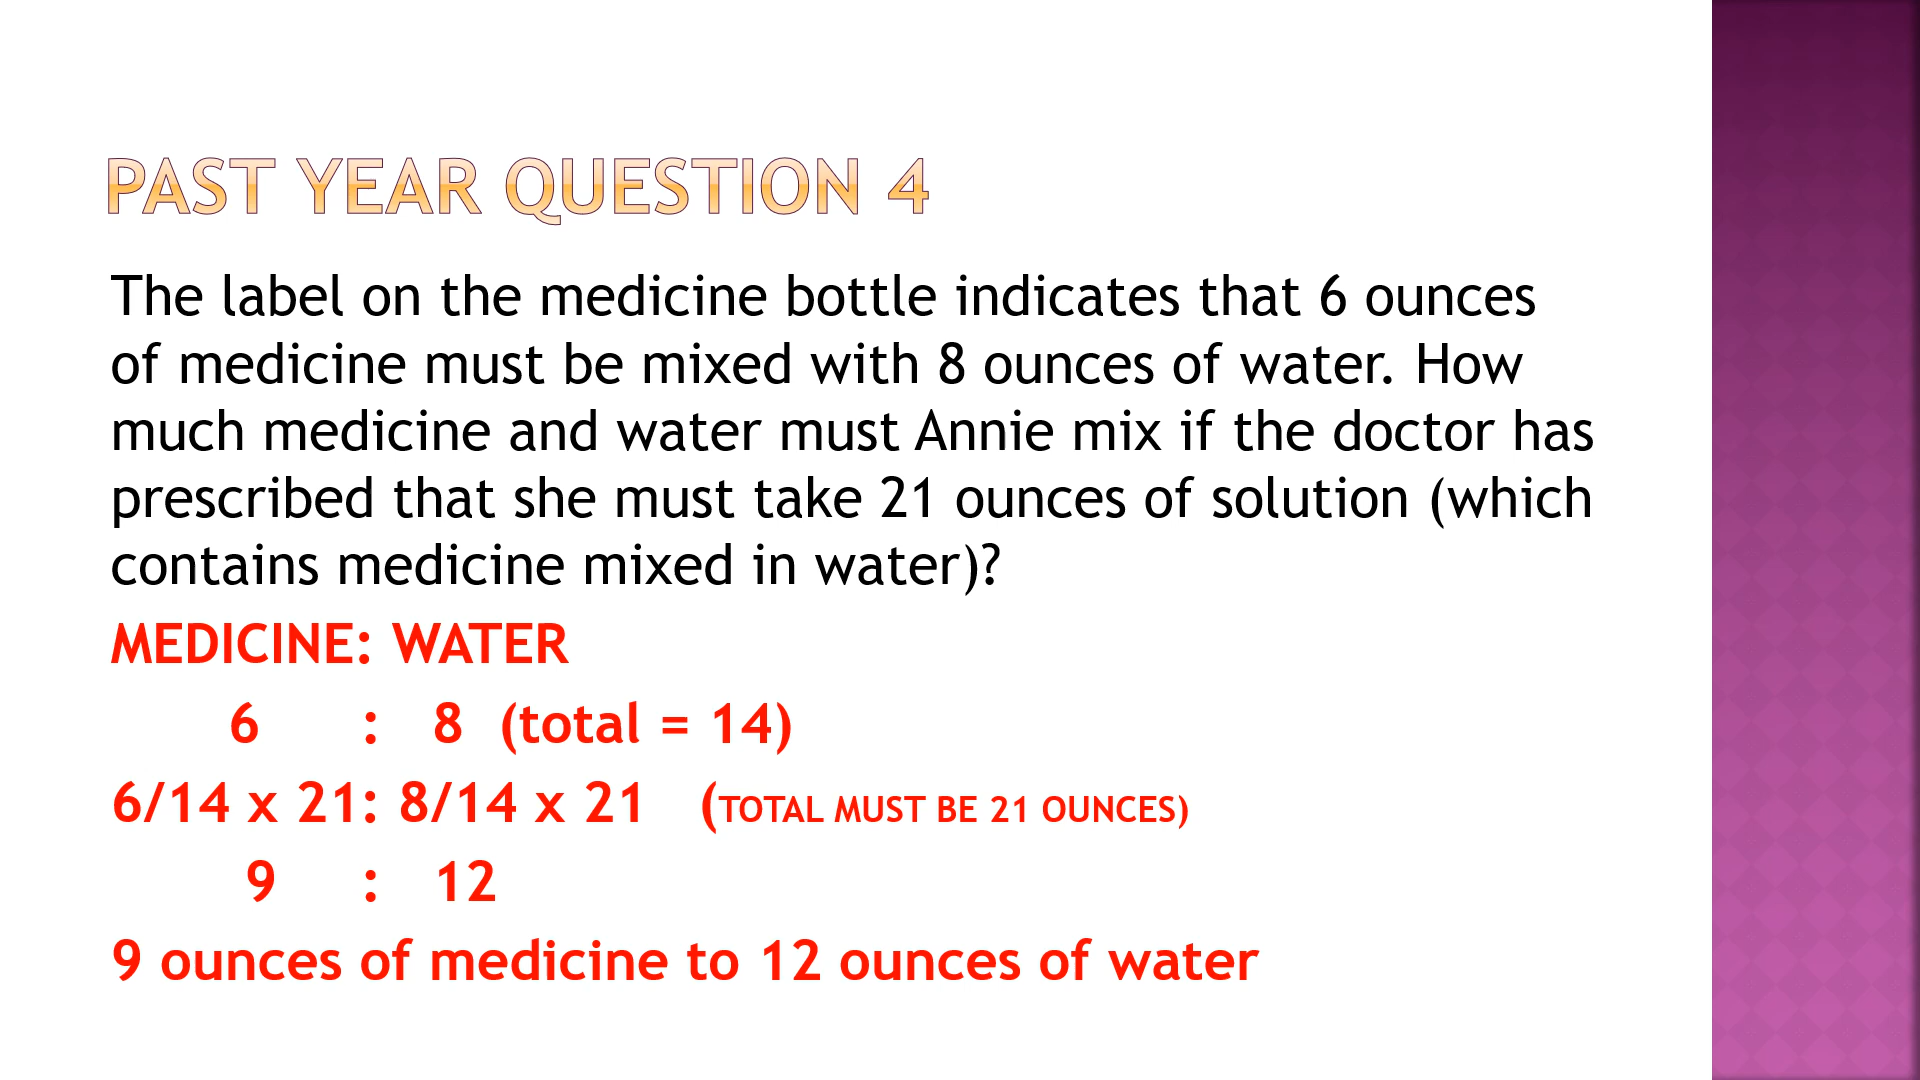 PAST YEAR QUESTION 4
The label on the medicine bottle indicates that 6 ounces
of medicine must be mixed with 8 ounces of water. How
much medicine and water must Annie mix if the doctor has
prescribed that she must take 21 ounces of solution (which
contains medicine mixed in water)?
MEDICINE: WATER
6 : 8 (total = 14)
6/14 x 21: 8/14 x 21 (TOTAL MUST BE 21 OUNCES)
9 : 12
9 ounces of medicine to 12 ounces of water